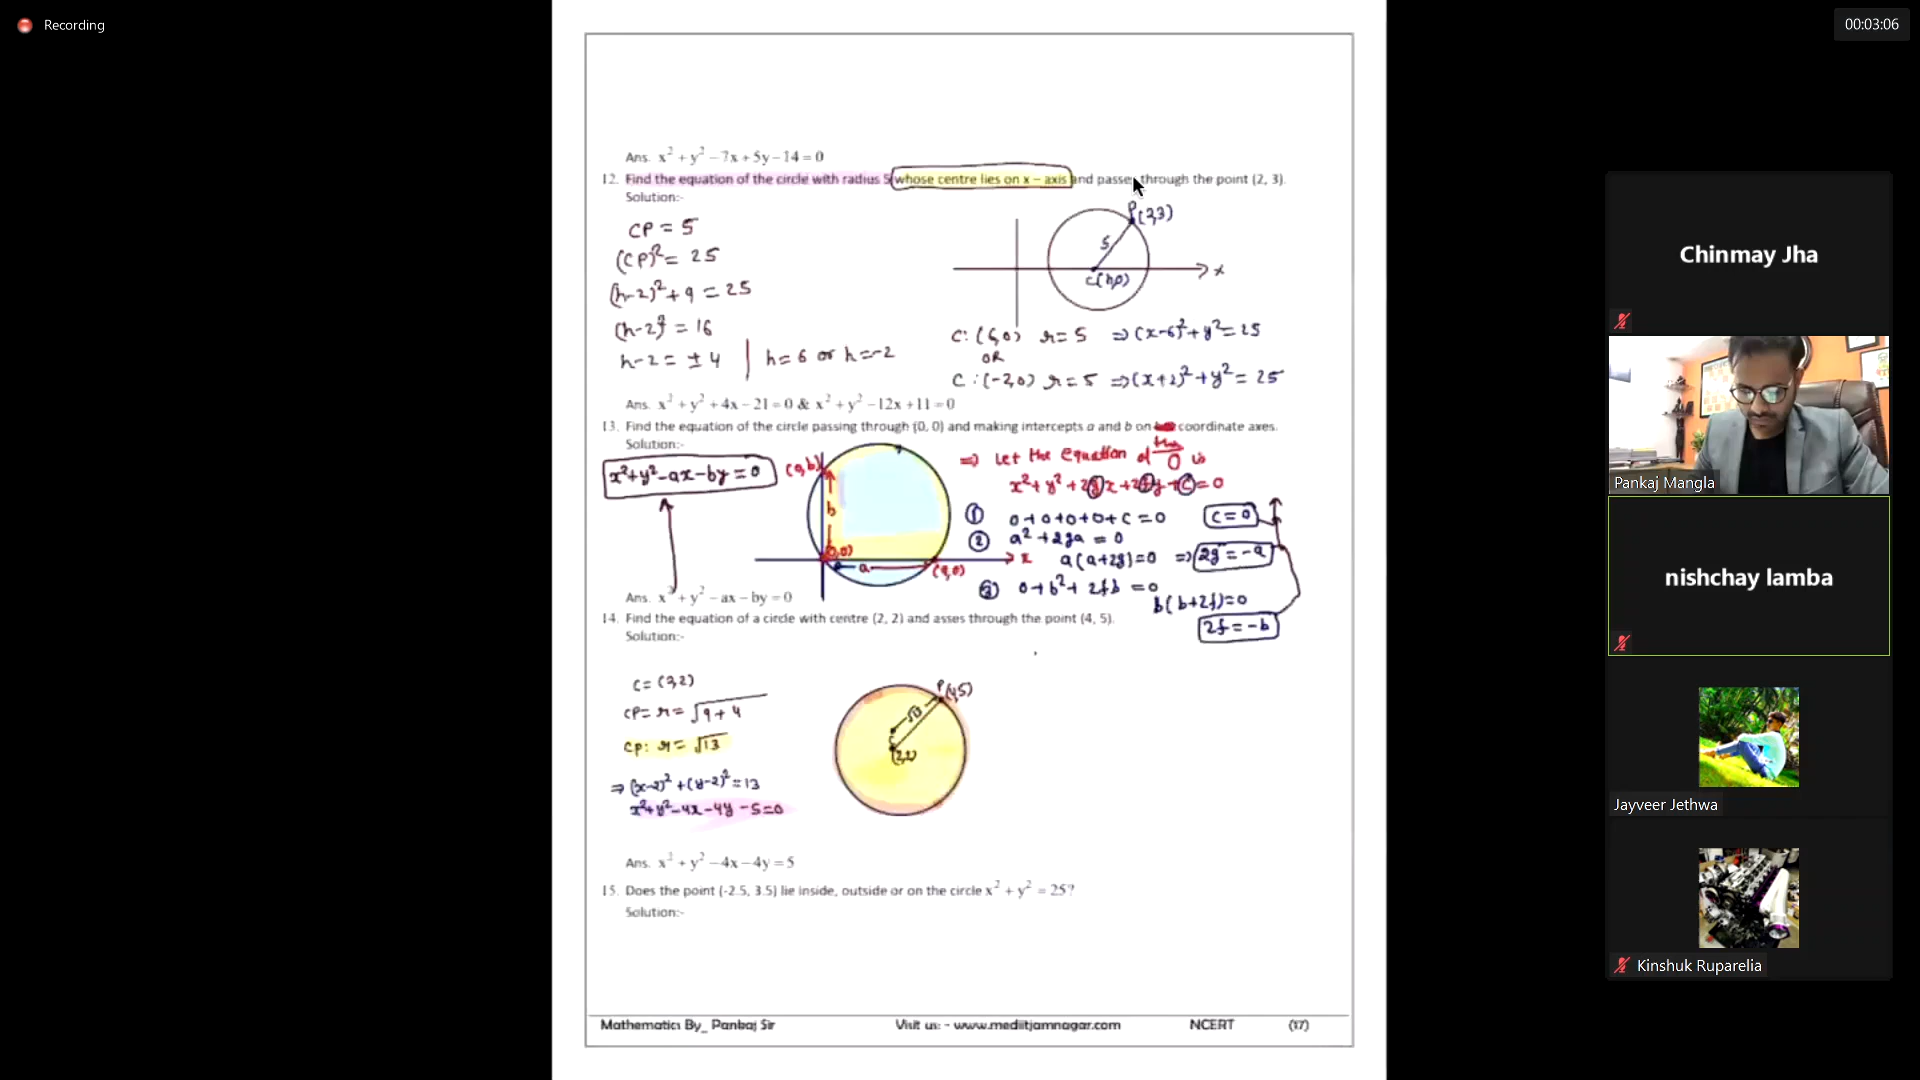 Recording
00:03:06
Ans. x² + y² – 7x + 5y – 14 = 0
12. Find the equation of the circle with radius 5 whose centre lies on x – axis and passes through the point (2, 3).
Solution:-
CP = 5
(CP)² = 25
(h-2)² + 9 = 25
(h-2)² = 16
h-2 = ± 4 | h = 6 or h = -2
P(2,3)
5
C(h,0)
x
C: (6,0) r = 5 ⇒ (x-6)² + y² = 25
OR
C : (-2,0) r = 5 ⇒ (x+2)² + y² = 25
Ans. x² + y² + 4x – 21 = 0 & x² + y² – 12x + 11 = 0
13. Find the equation of the circle passing through (0, 0) and making intercepts a and b on coordinate axes.
Solution:-
x²+y²-ax-by = 0
(0,b)
b
(0,0)
a
(a,0)
x
⇒ Let the equation of the O is
x² + y² + 2gx + 2fy + c = 0
① 0+0+0+0+c = 0
c = 0
② a² + 2ga = 0
a(a+2g)=0 ⇒ 2g = -a
③ 0+b²+2fb = 0
b(b+2f)=0
2f = -b
Ans. x² + y² – ax – by = 0
14. Find the equation of a circle with centre (2, 2) and asses through the point (4, 5).
Solution:-
C = (2,2)
CP = r = √9+4
CP: r = √13
⇒ (x-2)² + (y-2)² = 13
x²+y²-4x-4y-5=0
P(4,5)
√13
C
(2,2)
Ans. x² + y² – 4x – 4y = 5
15. Does the point (-2.5, 3.5) lie inside, outside or on the circle x² + y² = 25?
Solution:-
Mathematics By_ Pankaj Sir
Visit us: - www.mediitjamnagar.com
NCERT
(17)
Chinmay Jha
Pankaj Mangla
nishchay lamba
Jayveer Jethwa
Kinshuk Ruparelia